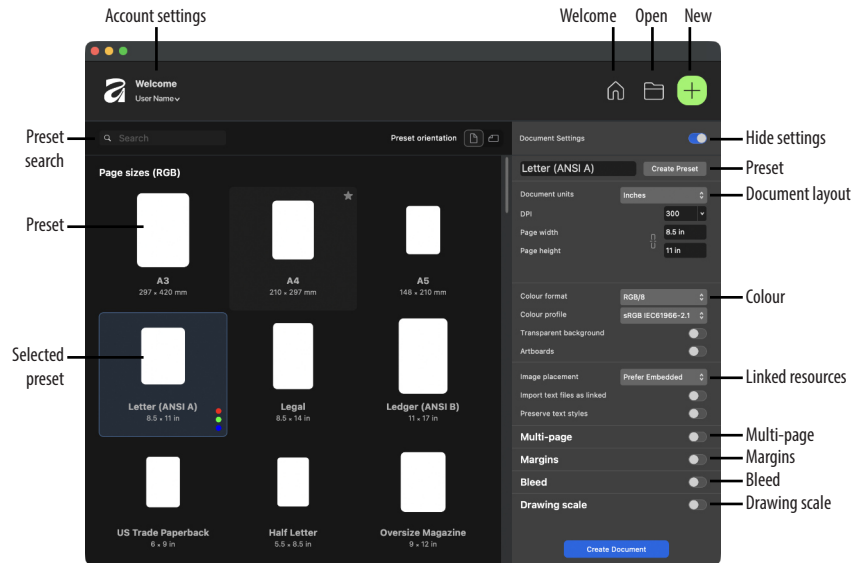 Account settings
Welcome
Open
New
Welcome
User Name
Preset search
Search
Preset orientation
Document Settings
Hide settings
Page sizes (RGB)
Letter (ANSI A)
Create Preset
Preset
Document units
Inches
Document layout
DPI
300
Page width
8.5 in
Page height
11 in
Preset
A3
297 × 420 mm
A4
210 × 297 mm
A5
148 × 210 mm
Colour format
RGB/8
Colour
Colour profile
sRGB IEC61966-2.1
Transparent background
Artboards
Selected preset
Letter (ANSI A)
8.5 × 11 in
Legal
8.5 × 14 in
Ledger (ANSI B)
11 × 17 in
Image placement
Prefer Embedded
Linked resources
Import text files as linked
Preserve text styles
Multi-page
Multi-page
Margins
Margins
Bleed
Bleed
Drawing scale
Drawing scale
US Trade Paperback
6 × 9 in
Half Letter
5.5 × 8.5 in
Oversize Magazine
9 × 12 in
Create Document